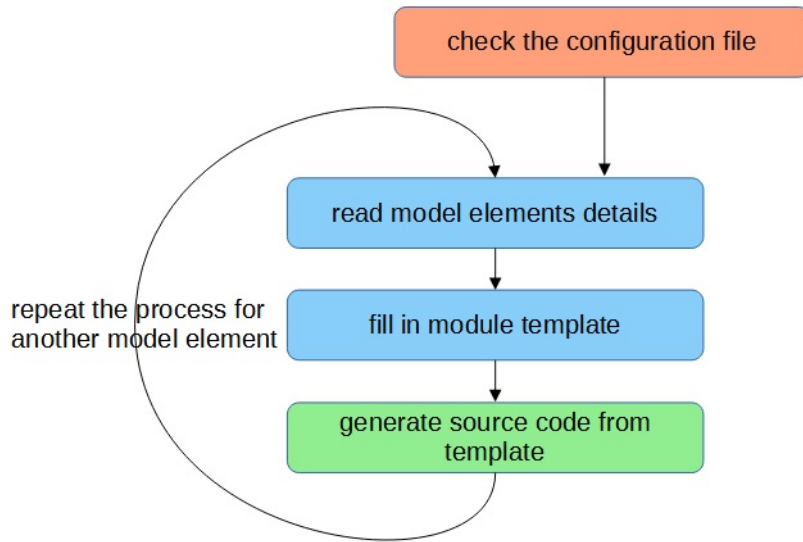 check the configuration file
read model elements details
repeat the process for
another model element
fill in module template
generate source code from
template